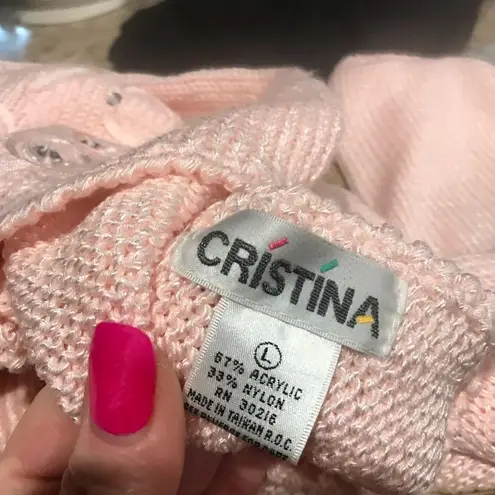 CRISTINA
L
67% ACRYLIC
33% NYLON
RN 30216
MADE IN TAIWAN R.O.C.